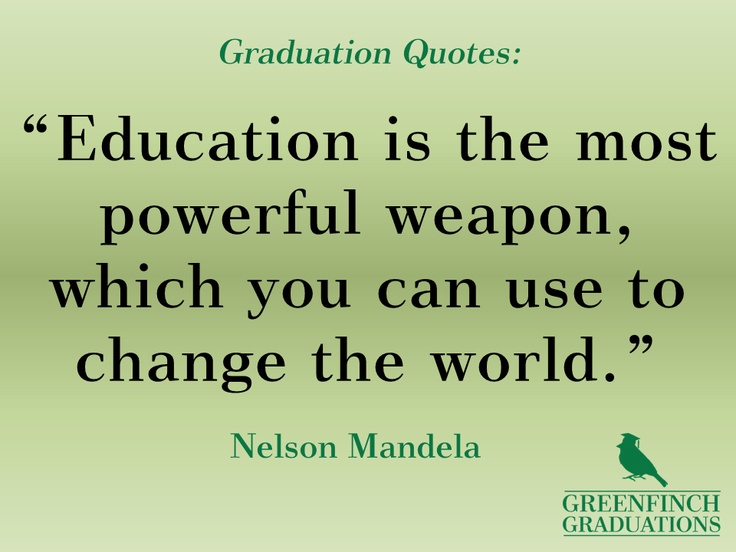 Graduation Quotes:
“Education is the most
powerful weapon,
which you can use to
change the world.”
Nelson Mandela
GREENFINCH
GRADUATIONS